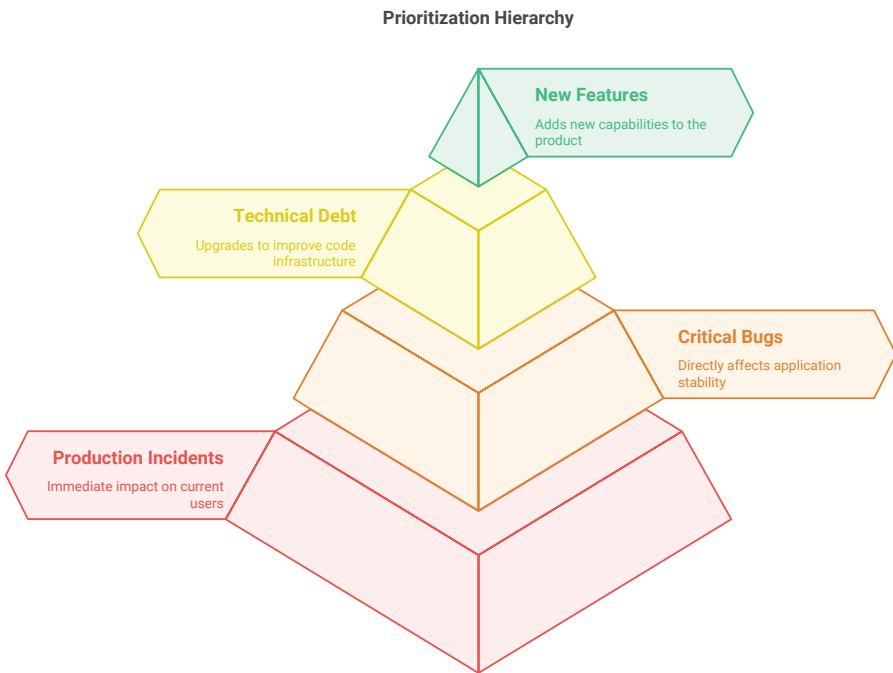 Prioritization Hierarchy
New Features
Adds new capabilities to the
product
Technical Debt
Upgrades to improve code
infrastructure
Critical Bugs
Directly affects application
stability
Production Incidents
Immediate impact on current
users